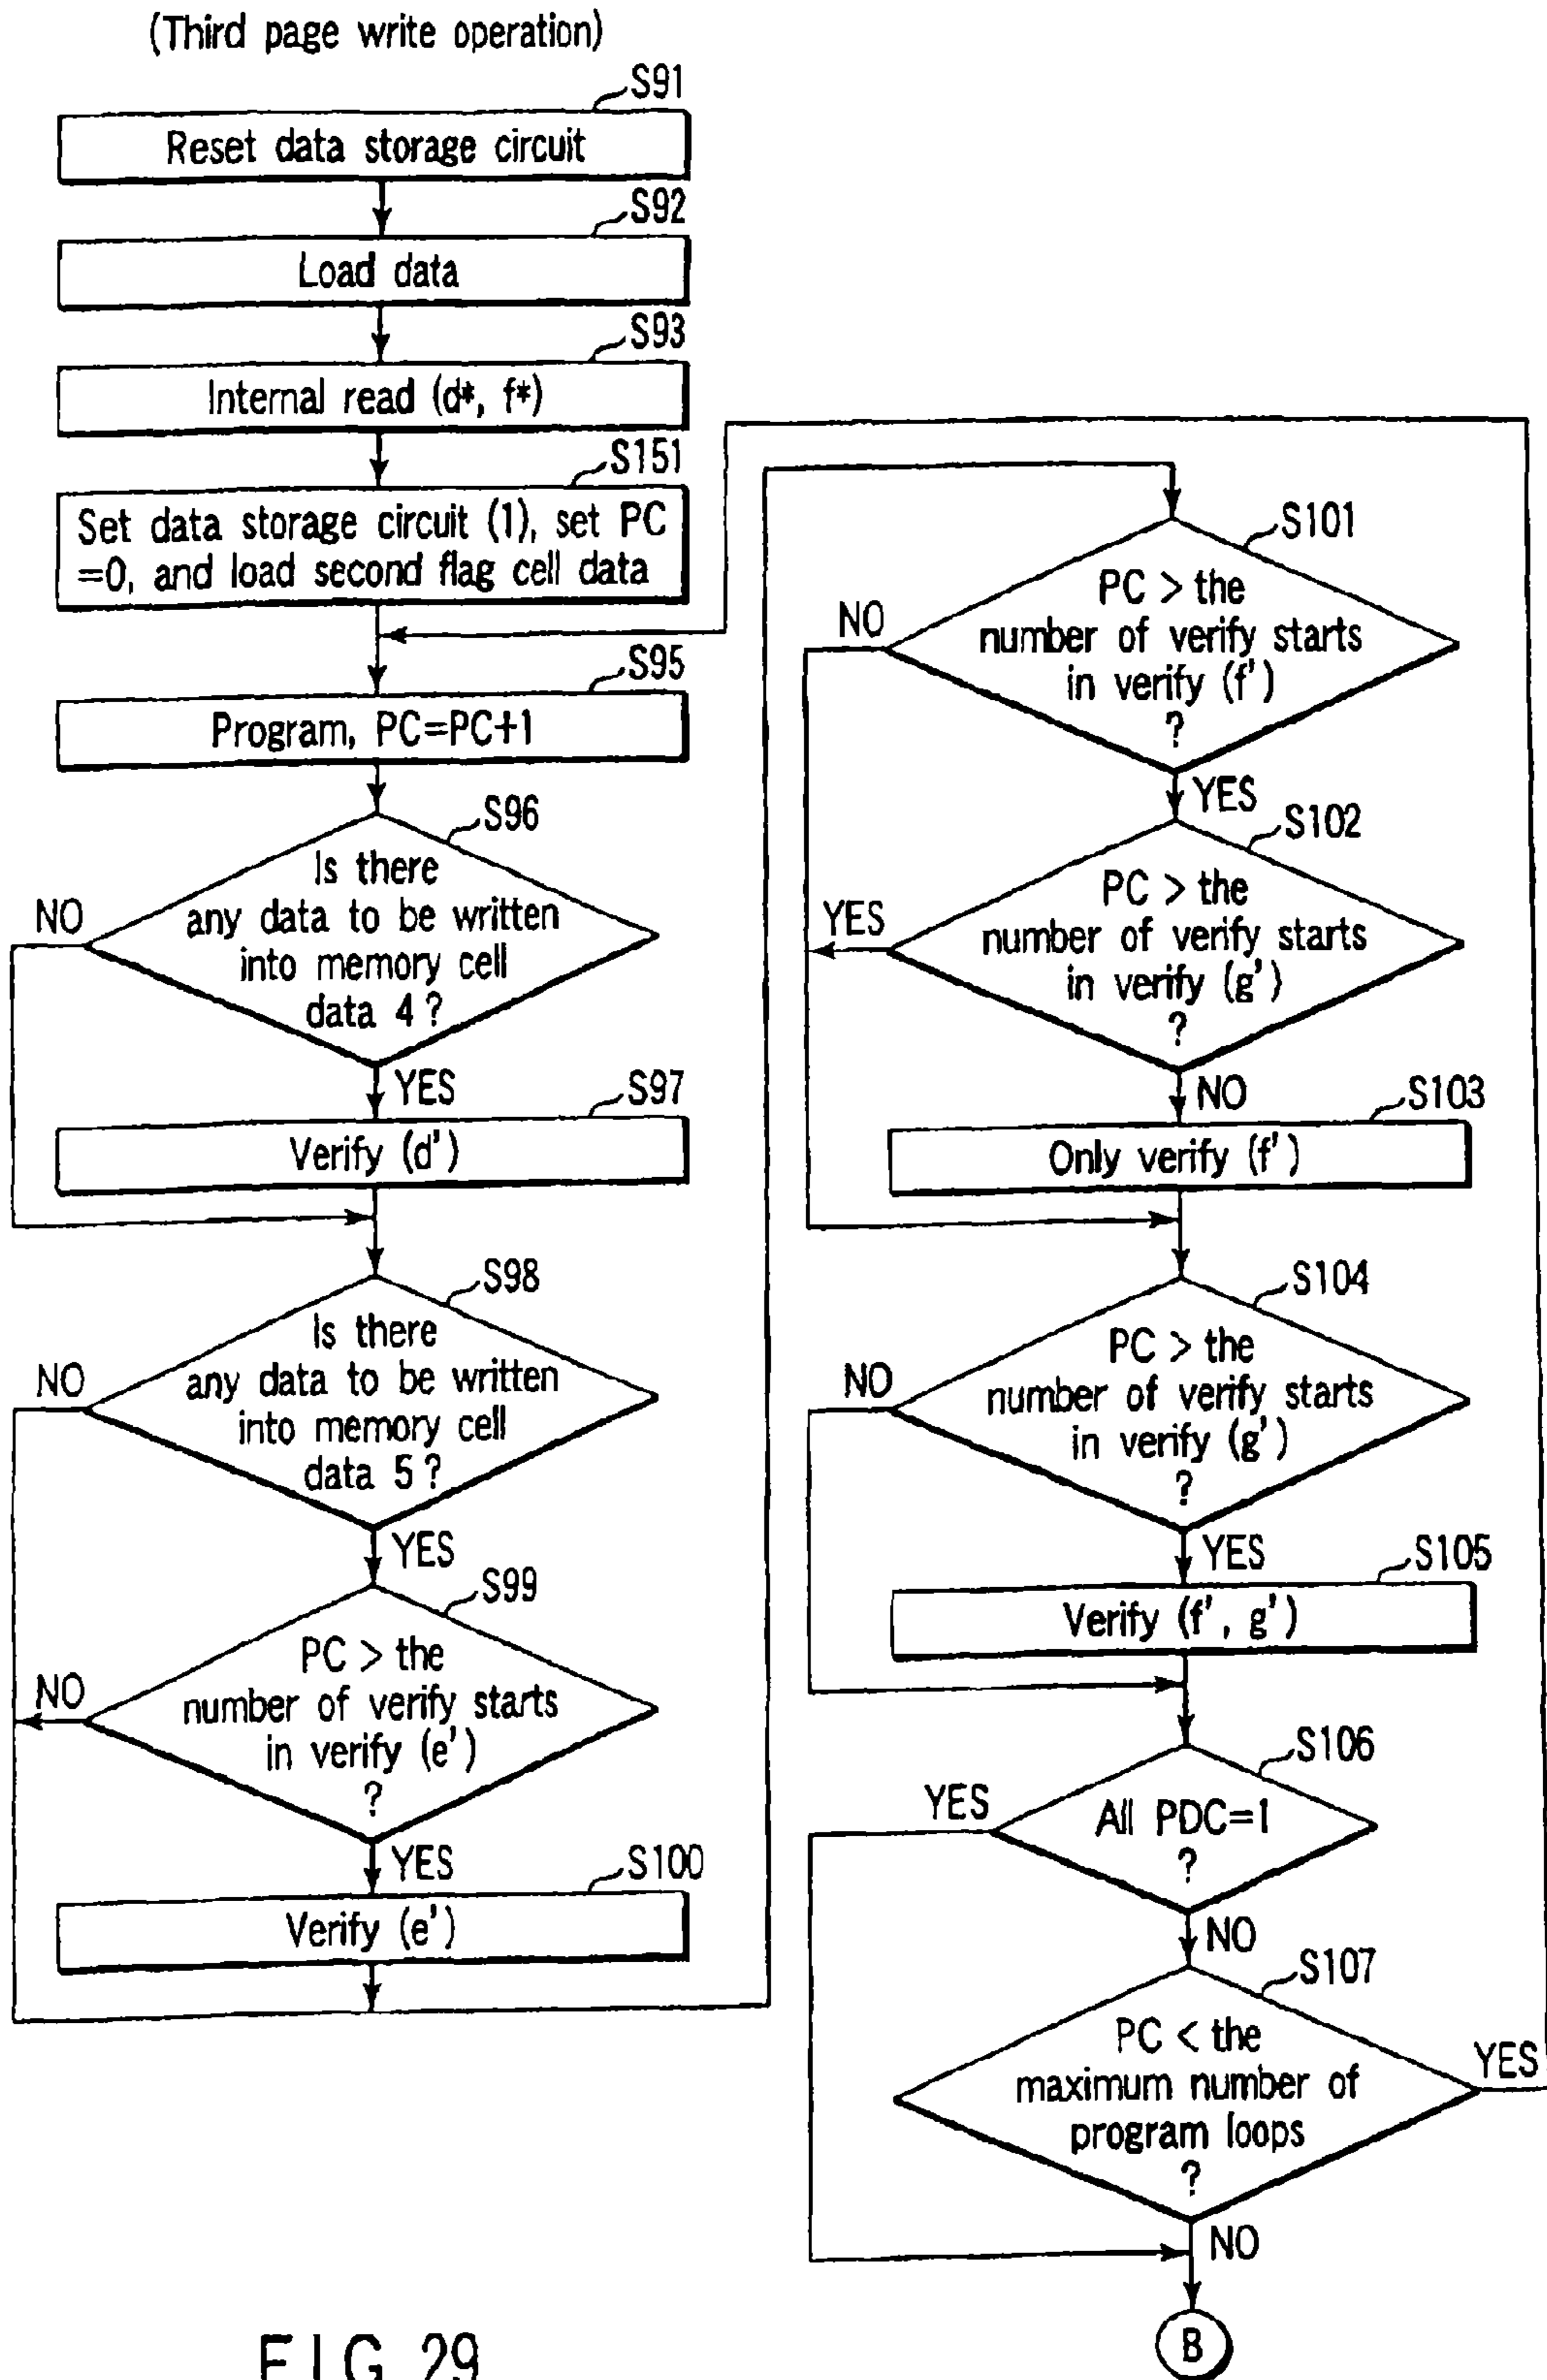 (Third page write operation)
S91
Reset data storage circuit
S92
Load data
S93
Internal read (d*, f*)
S151
Set data storage circuit (1), set PC
=0, and load second flag cell data
S95
Program, PC=PC+1
S96
Is there
any data to be written
into memory cell
data 4?
NO
YES
S97
Verify (d')
S98
Is there
any data to be written
into memory cell
data 5?
NO
YES
S99
PC > the
number of verify starts
in verify (e')
?
NO
YES
S100
Verify (e')
S101
PC > the
number of verify starts
in verify (f')
?
NO
YES
S102
PC > the
number of verify starts
in verify (g')
?
YES
NO
S103
Only verify (f')
S104
PC > the
number of verify starts
in verify (g')
?
NO
YES
S105
Verify (f', g')
S106
All PDC=1
?
YES
NO
S107
PC < the
maximum number of
program loops
?
YES
NO
B
FIG. 29